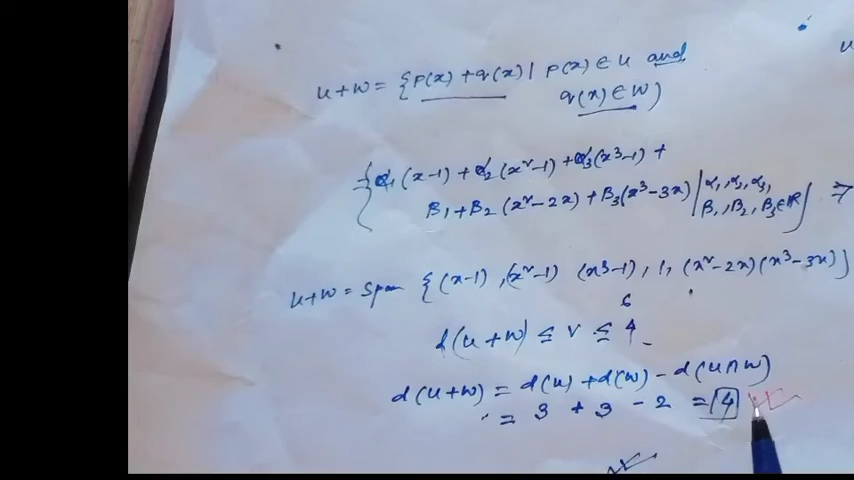 u+w = {p(x) + q(x) | p(x) ∈ u and
q(x) ∈ w}
{α1 (x-1) + α2 (x²-1) + α3 (x³-1) +
β1 + β2 (x²-2x) + β3 (x³-3x) | α1, α2, α3,
β1, β2, β3 ∈ R}
u+w = span {(x-1), (x²-1) (x³-1), 1, (x²-2x) (x³-3x)}
6
d(u+w) ≤ v ≤ 4
d(u+w) = d(u) + d(w) - d(u∩w)
= 3 + 3 - 2 = 4